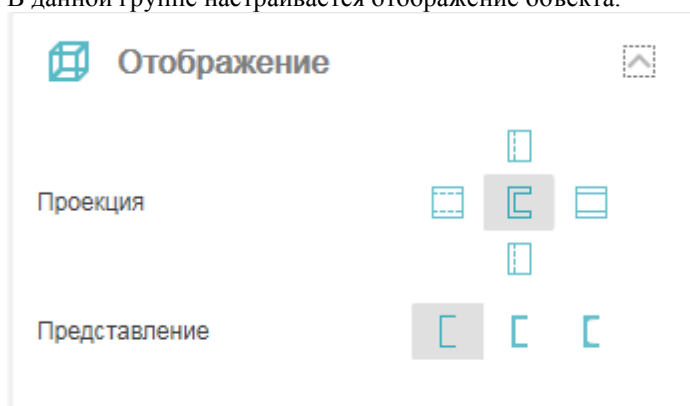 В данной группе настраивается отображение объекта.
Отображение
Проекция
Представление